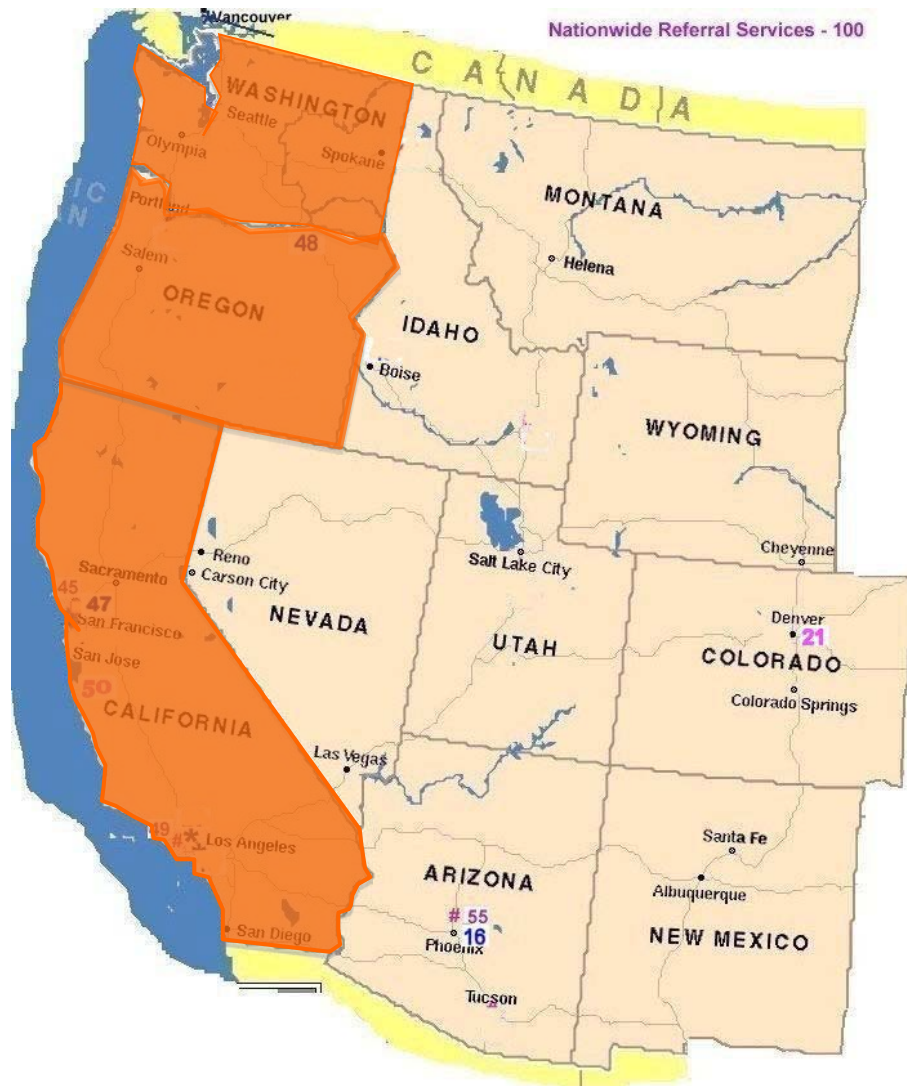 Vancouver
Nationwide Referral Services - 100
C A N A D A
WASHINGTON
Seattle
Olympia
Spokane
MONTANA
IC
N
Portland
48
Salem
Helena
OREGON
IDAHO
Boise
WYOMING
Cheyenne
Reno
Salt Lake City
Sacramento
Carson City
45
47
San Francisco
NEVADA
Denver
21
UTAH
COLORADO
San Jose
50
Colorado Springs
CALIFORNIA
Las Vegas
49
# * Los Angeles
Santa Fe
ARIZONA
Albuquerque
# 55
16
San Diego
Phoenix
NEW MEXICO
Tucson
#